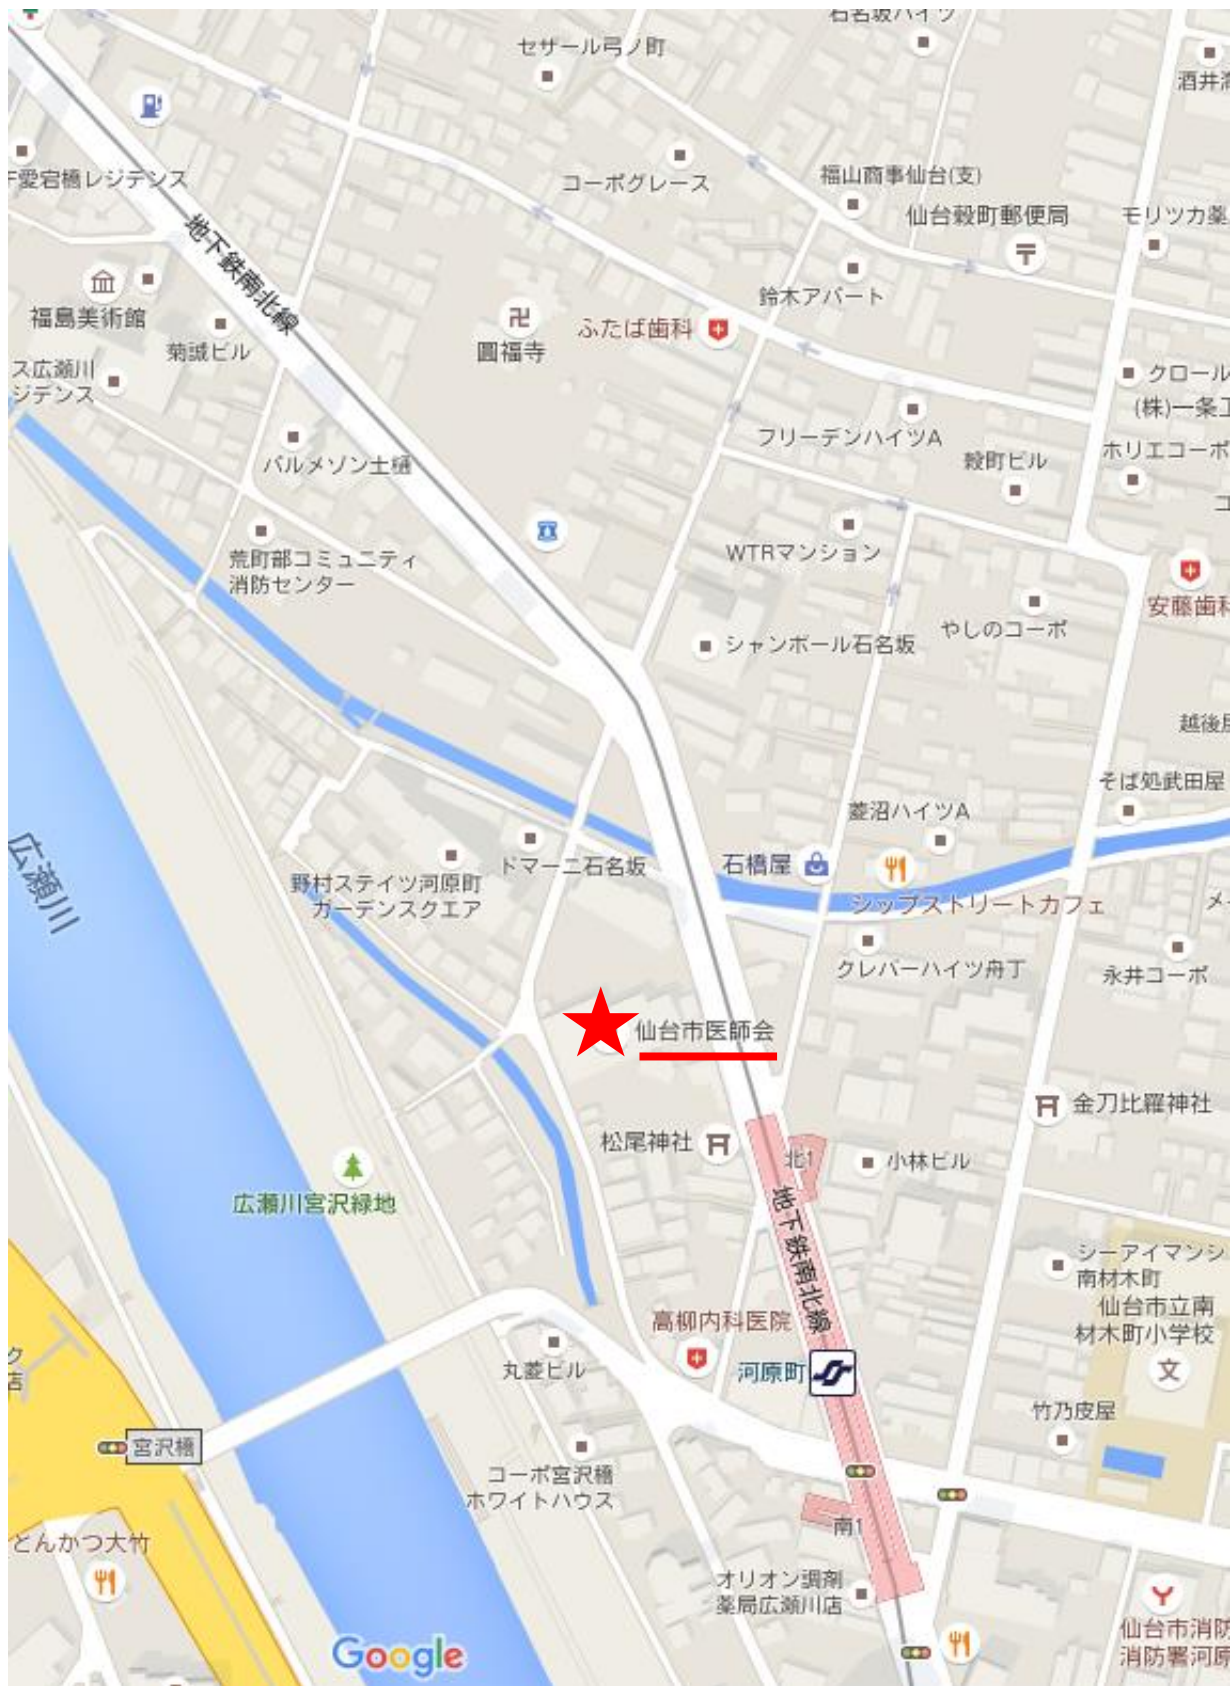 石名坂ハイツ
セザール弓ノ町
酒井
愛宕橋レジデンス
コーポグレース
福山商事仙台(支)
仙台穀町郵便局
モリツカ薬
地下鉄南北線
福島美術館
菊誠ビル
圓福寺
ふたば歯科
鈴木アパート
ス広瀬川
ジデンス
クロール
(株)一条工
パルメゾン土樋
フリーデンハイツA
穀町ビル
ホリエコーポ
コ
荒町部コミュニティ
消防センター
WTRマンション
安藤歯科
やしのコーポ
シャンボール石名坂
越後屋
そば処武田屋
菱沼ハイツA
広瀬川
ドマーニ石名坂
石橋屋
野村ステイツ河原町
ガーデンスクエア
シップストリートカフェ
メ
クレバーハイツ舟丁
永井コーポ
仙台市医師会
金刀比羅神社
松尾神社
北1
小林ビル
広瀬川宮沢緑地
地下鉄南北線
シーアイマンシ
南材木町
仙台市立南
材木町小学校
文
高柳内科医院
丸菱ビル
河原町
ク
店
竹乃皮屋
宮沢橋
コーポ宮沢橋
ホワイトハウス
南1
とんかつ大竹
オリオン調剤
薬局広瀬川店
仙台市消防
消防署河原
Google